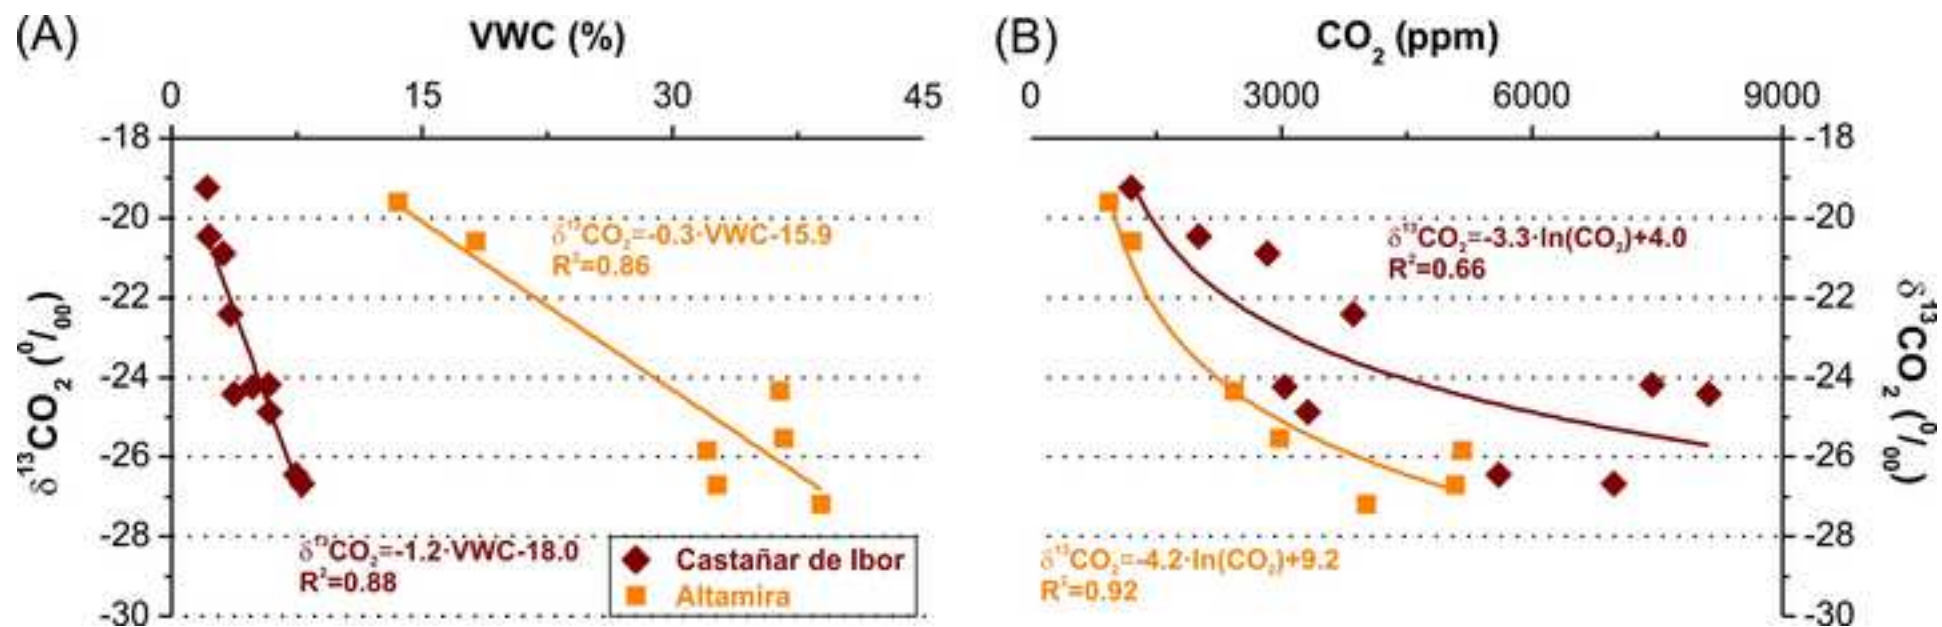 (A)
VWC (%)
0 15 30 45
-18
-20
-22
-24
-26
-28
-30
δ¹³CO₂ (⁰/₀₀)
δ¹³CO₂=-0.3·VWC-15.9
R²=0.86
δ¹³CO₂=-1.2·VWC-18.0
R²=0.88
Castañar de Ibor
Altamira
(B)
CO₂ (ppm)
0 3000 6000 9000
δ¹³CO₂=-3.3·ln(CO₂)+4.0
R²=0.66
δ¹³CO₂=-4.2·ln(CO₂)+9.2
R²=0.92
-18
-20
-22
-24
-26
-28
-30
δ¹³CO₂ (⁰/₀₀)